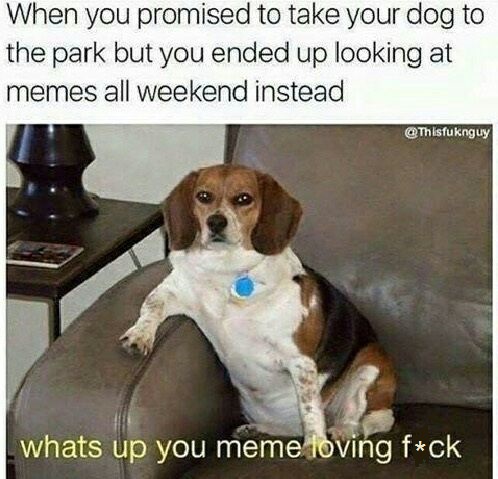 When you promised to take your dog to
the park but you ended up looking at
memes all weekend instead
@Thisfuknguy
whats up you meme loving f*ck